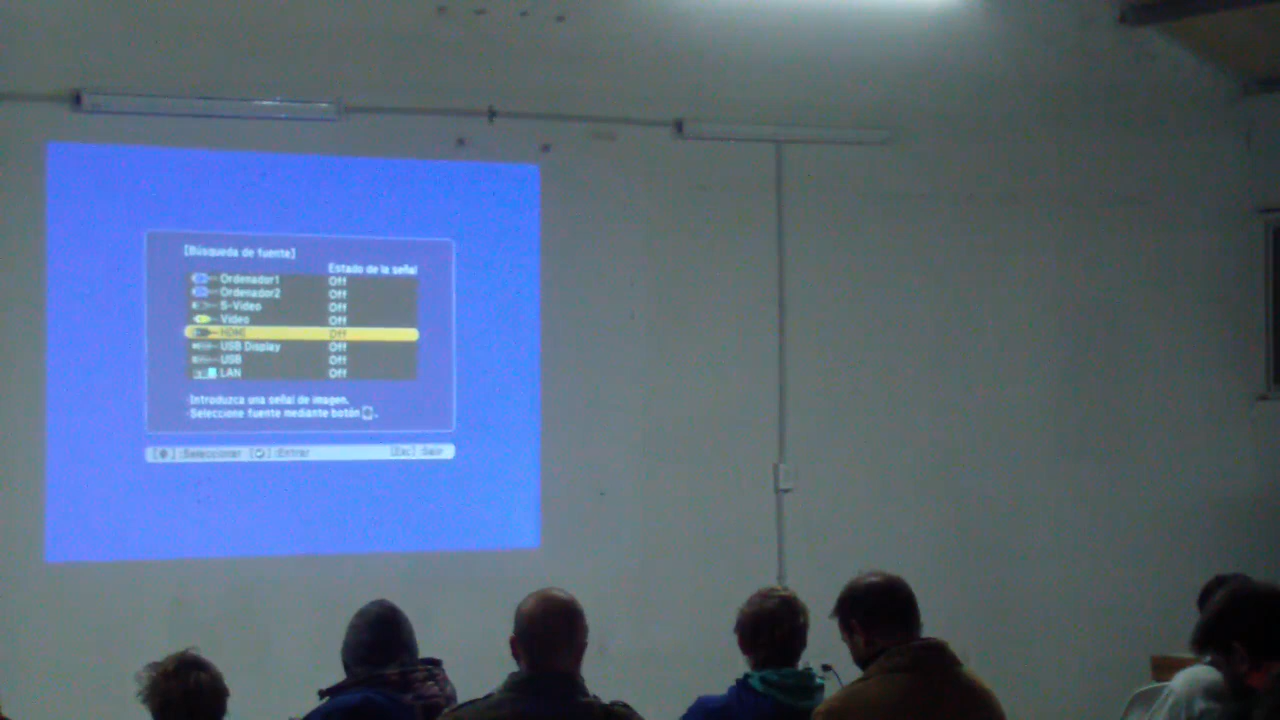 [Búsqueda de fuente]
Estado de la señal
Ordenador1 Off
Ordenador2 Off
S-Video Off
Video Off
HDMI Off
USB Display Off
USB Off
LAN Off
Introduzca una señal de imagen.
Seleccione fuente mediante botón
:Seleccionar :Entrar [Esc] :Salir